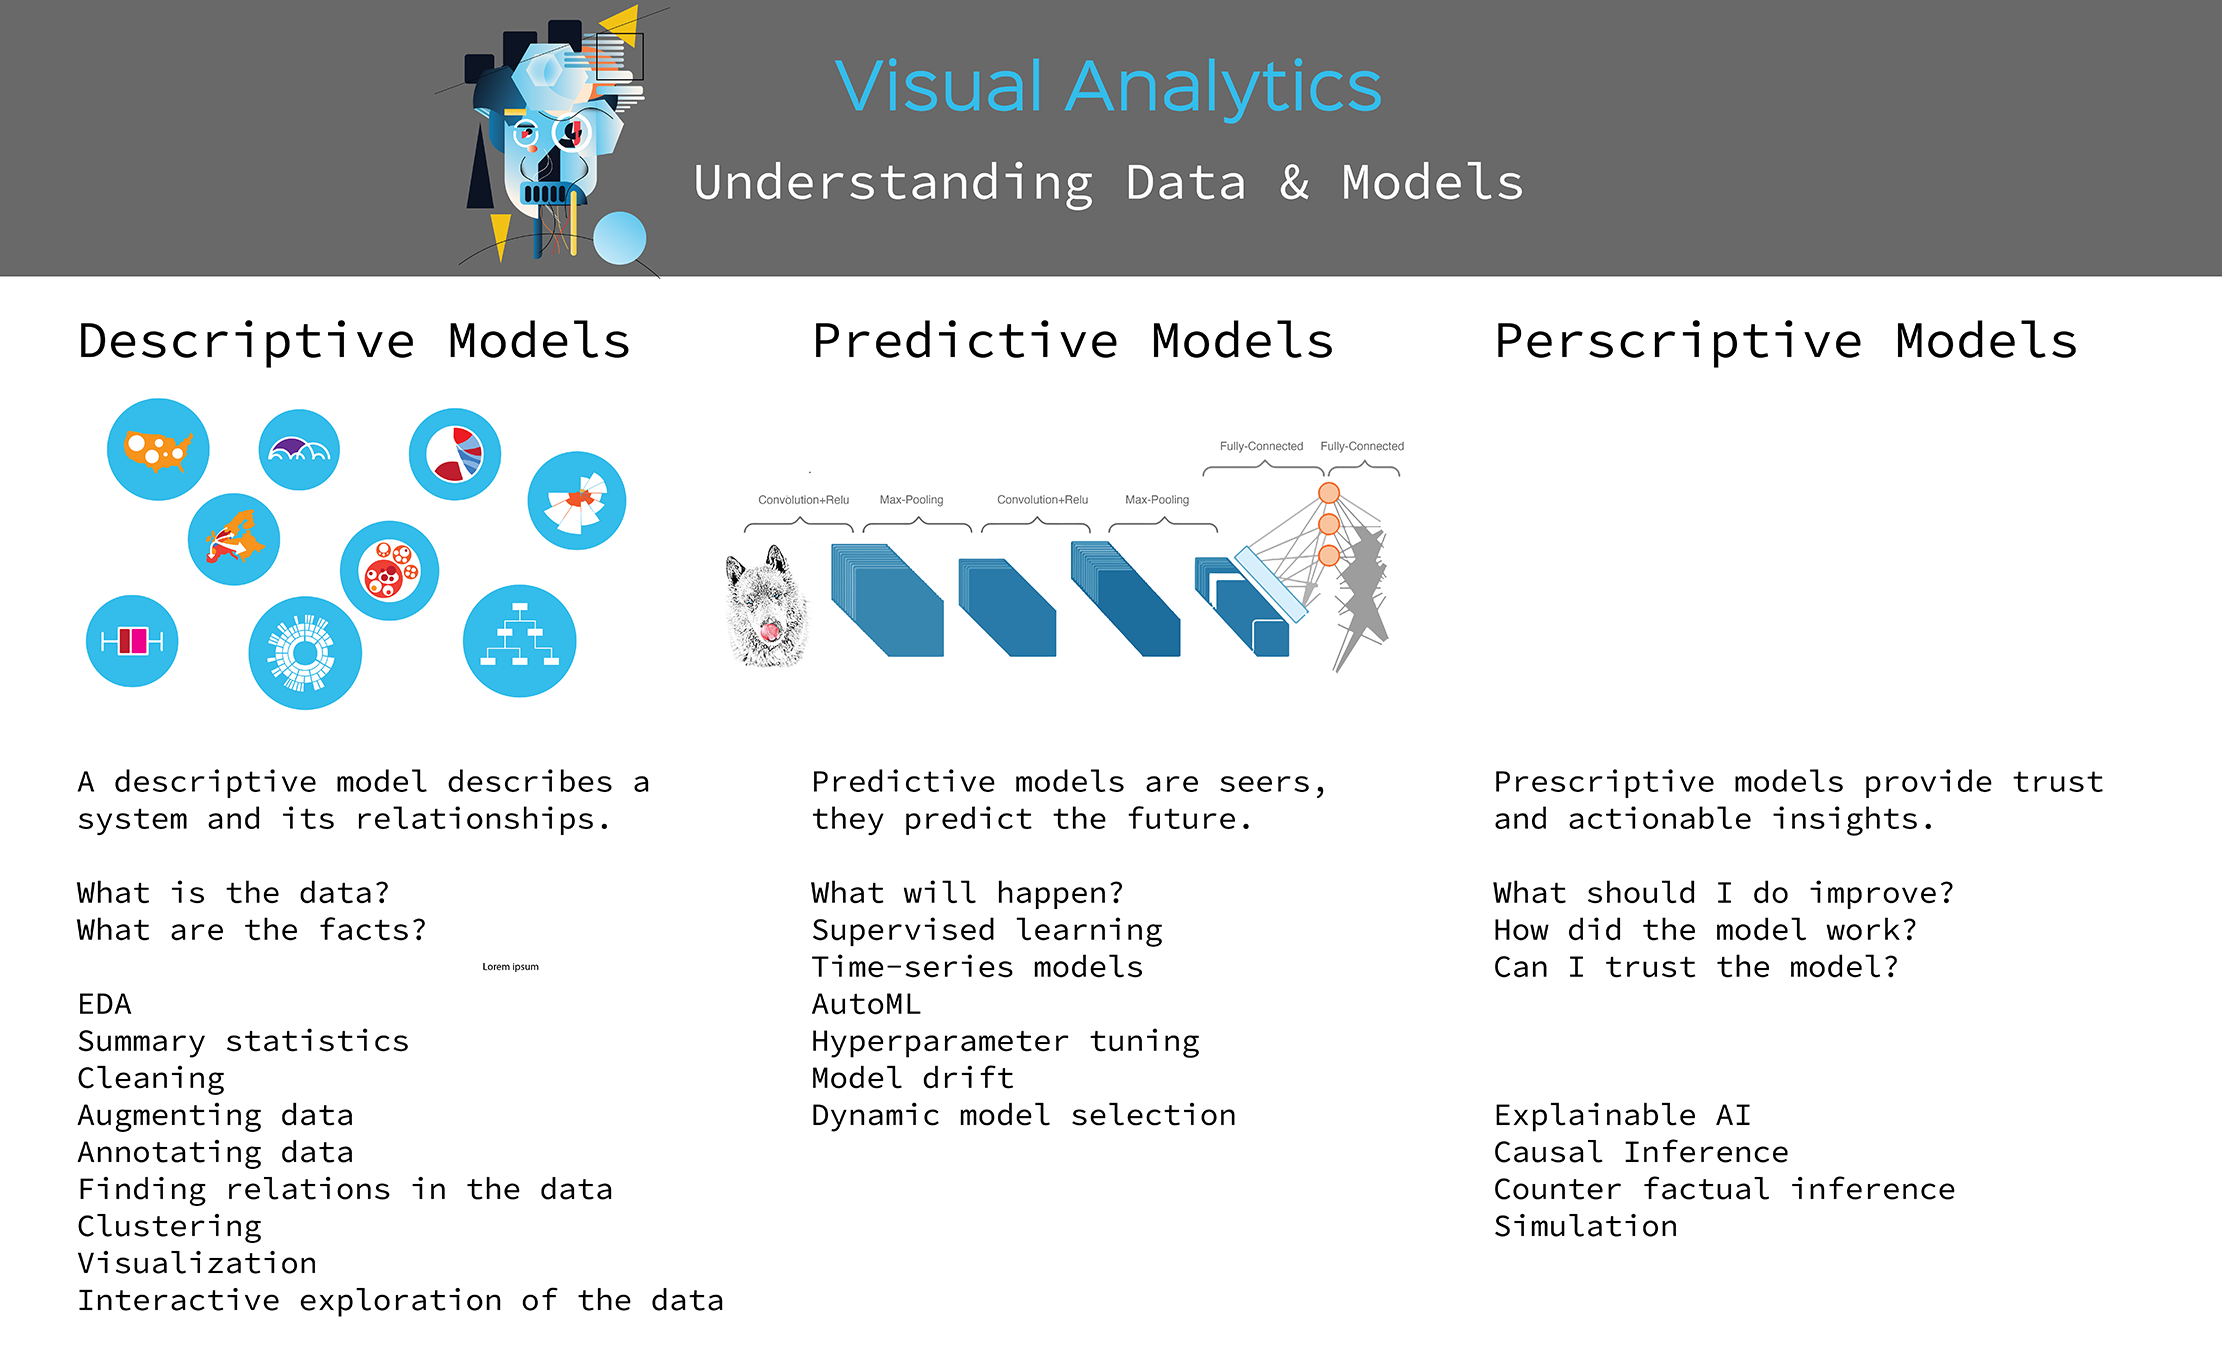 Visual Analytics
Understanding Data & Models
Descriptive Models
A descriptive model describes a
system and its relationships.
What is the data?
What are the facts?
Lorem ipsum
EDA
Summary statistics
Cleaning
Augmenting data
Annotating data
Finding relations in the data
Clustering
Visualization
Interactive exploration of the data
Predictive Models
Fully-Connected Fully-Connected
Convolution+Relu Max-Pooling Convolution+Relu Max-Pooling
Predictive models are seers,
they predict the future.
What will happen?
Supervised learning
Time-series models
AutoML
Hyperparameter tuning
Model drift
Dynamic model selection
Perscriptive Models
Prescriptive models provide trust
and actionable insights.
What should I do improve?
How did the model work?
Can I trust the model?
Explainable AI
Causal Inference
Counter factual inference
Simulation